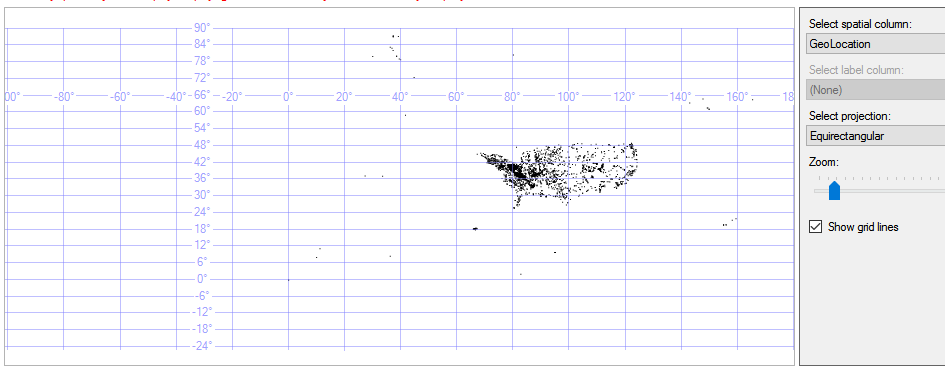 90°
84°
78°
72°
00° -80° -60° -40° -20° 66° 0° 20° 40° 60° 80° 100° 120° 140° 160° 18
60°
54°
48°
42°
36°
30°
24°
18°
12°
6°
0°
-6°
-12°
-18°
-24°
Select spatial column:
GeoLocation
Select label column:
(None)
Select projection:
Equirectangular
Zoom:
Show grid lines